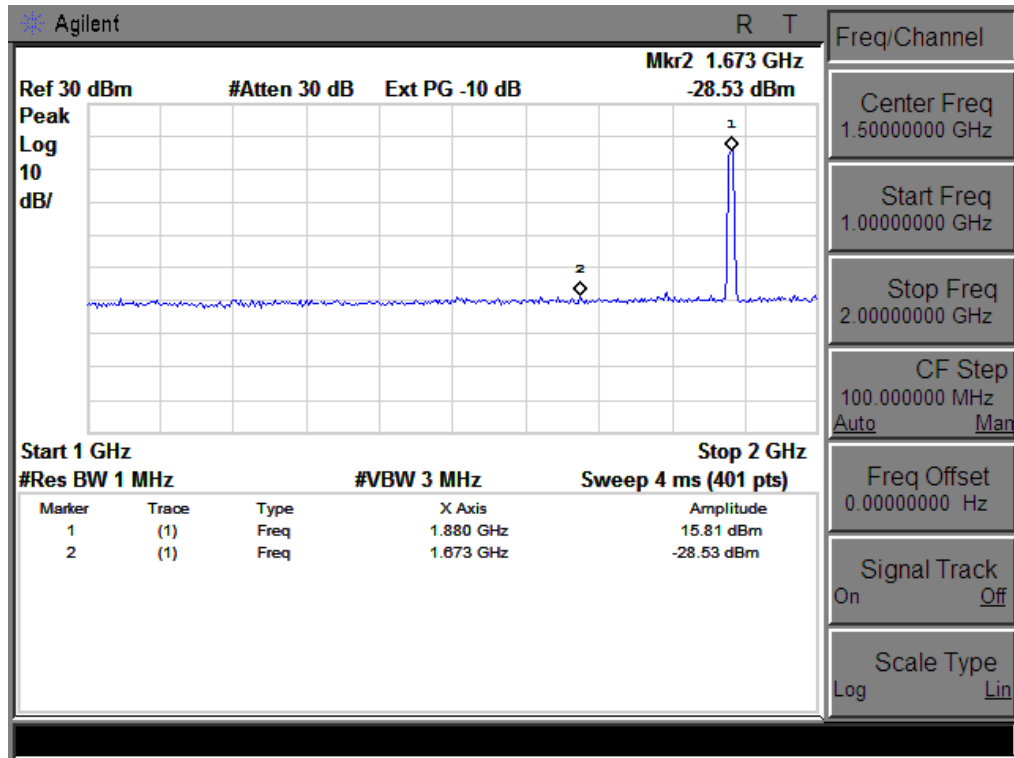 Agilent R T
Mkr2 1.673 GHz
Ref 30 dBm #Atten 30 dB Ext PG -10 dB -28.53 dBm
Peak
Log
10
dB/
1
2
Start 1 GHz Stop 2 GHz
#Res BW 1 MHz #VBW 3 MHz Sweep 4 ms (401 pts)
Marker Trace Type X Axis Amplitude
1 (1) Freq 1.880 GHz 15.81 dBm
2 (1) Freq 1.673 GHz -28.53 dBm
Freq/Channel
Center Freq
1.50000000 GHz
Start Freq
1.00000000 GHz
Stop Freq
2.00000000 GHz
CF Step
100.000000 MHz
Auto Man
Freq Offset
0.00000000 Hz
Signal Track
On Off
Scale Type
Log Lin